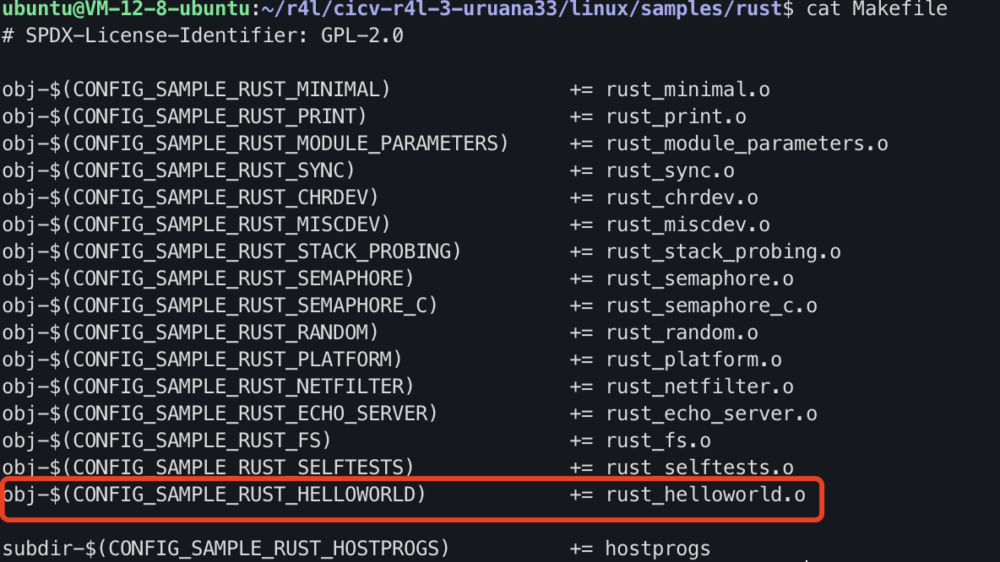 ubuntu@VM-12-8-ubuntu:~/r4l/cicv-r4l-3-uruana33/linux/samples/rust$ cat Makefile
# SPDX-License-Identifier: GPL-2.0
obj-$(CONFIG_SAMPLE_RUST_MINIMAL) += rust_minimal.o
obj-$(CONFIG_SAMPLE_RUST_PRINT) += rust_print.o
obj-$(CONFIG_SAMPLE_RUST_MODULE_PARAMETERS) += rust_module_parameters.o
obj-$(CONFIG_SAMPLE_RUST_SYNC) += rust_sync.o
obj-$(CONFIG_SAMPLE_RUST_CHRDEV) += rust_chrdev.o
obj-$(CONFIG_SAMPLE_RUST_MISCDEV) += rust_miscdev.o
obj-$(CONFIG_SAMPLE_RUST_STACK_PROBING) += rust_stack_probing.o
obj-$(CONFIG_SAMPLE_RUST_SEMAPHORE) += rust_semaphore.o
obj-$(CONFIG_SAMPLE_RUST_SEMAPHORE_C) += rust_semaphore_c.o
obj-$(CONFIG_SAMPLE_RUST_RANDOM) += rust_random.o
obj-$(CONFIG_SAMPLE_RUST_PLATFORM) += rust_platform.o
obj-$(CONFIG_SAMPLE_RUST_NETFILTER) += rust_netfilter.o
obj-$(CONFIG_SAMPLE_RUST_ECHO_SERVER) += rust_echo_server.o
obj-$(CONFIG_SAMPLE_RUST_FS) += rust_fs.o
obj-$(CONFIG_SAMPLE_RUST_SELFTESTS) += rust_selftests.o
obj-$(CONFIG_SAMPLE_RUST_HELLOWORLD) += rust_helloworld.o
subdir-$(CONFIG_SAMPLE_RUST_HOSTPROGS) += hostprogs